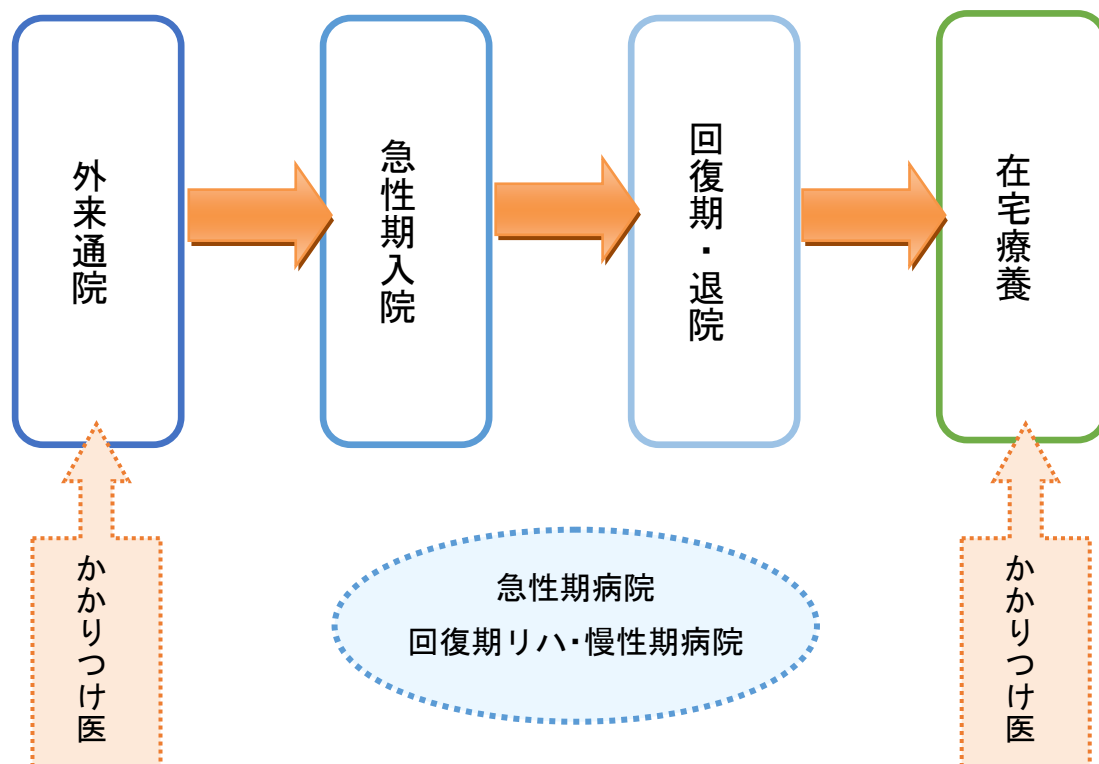 外来通院
急性期入院
回復期・退院
在宅療養
かかりつけ医
急性期病院
回復期リハ・慢性期病院
かかりつけ医